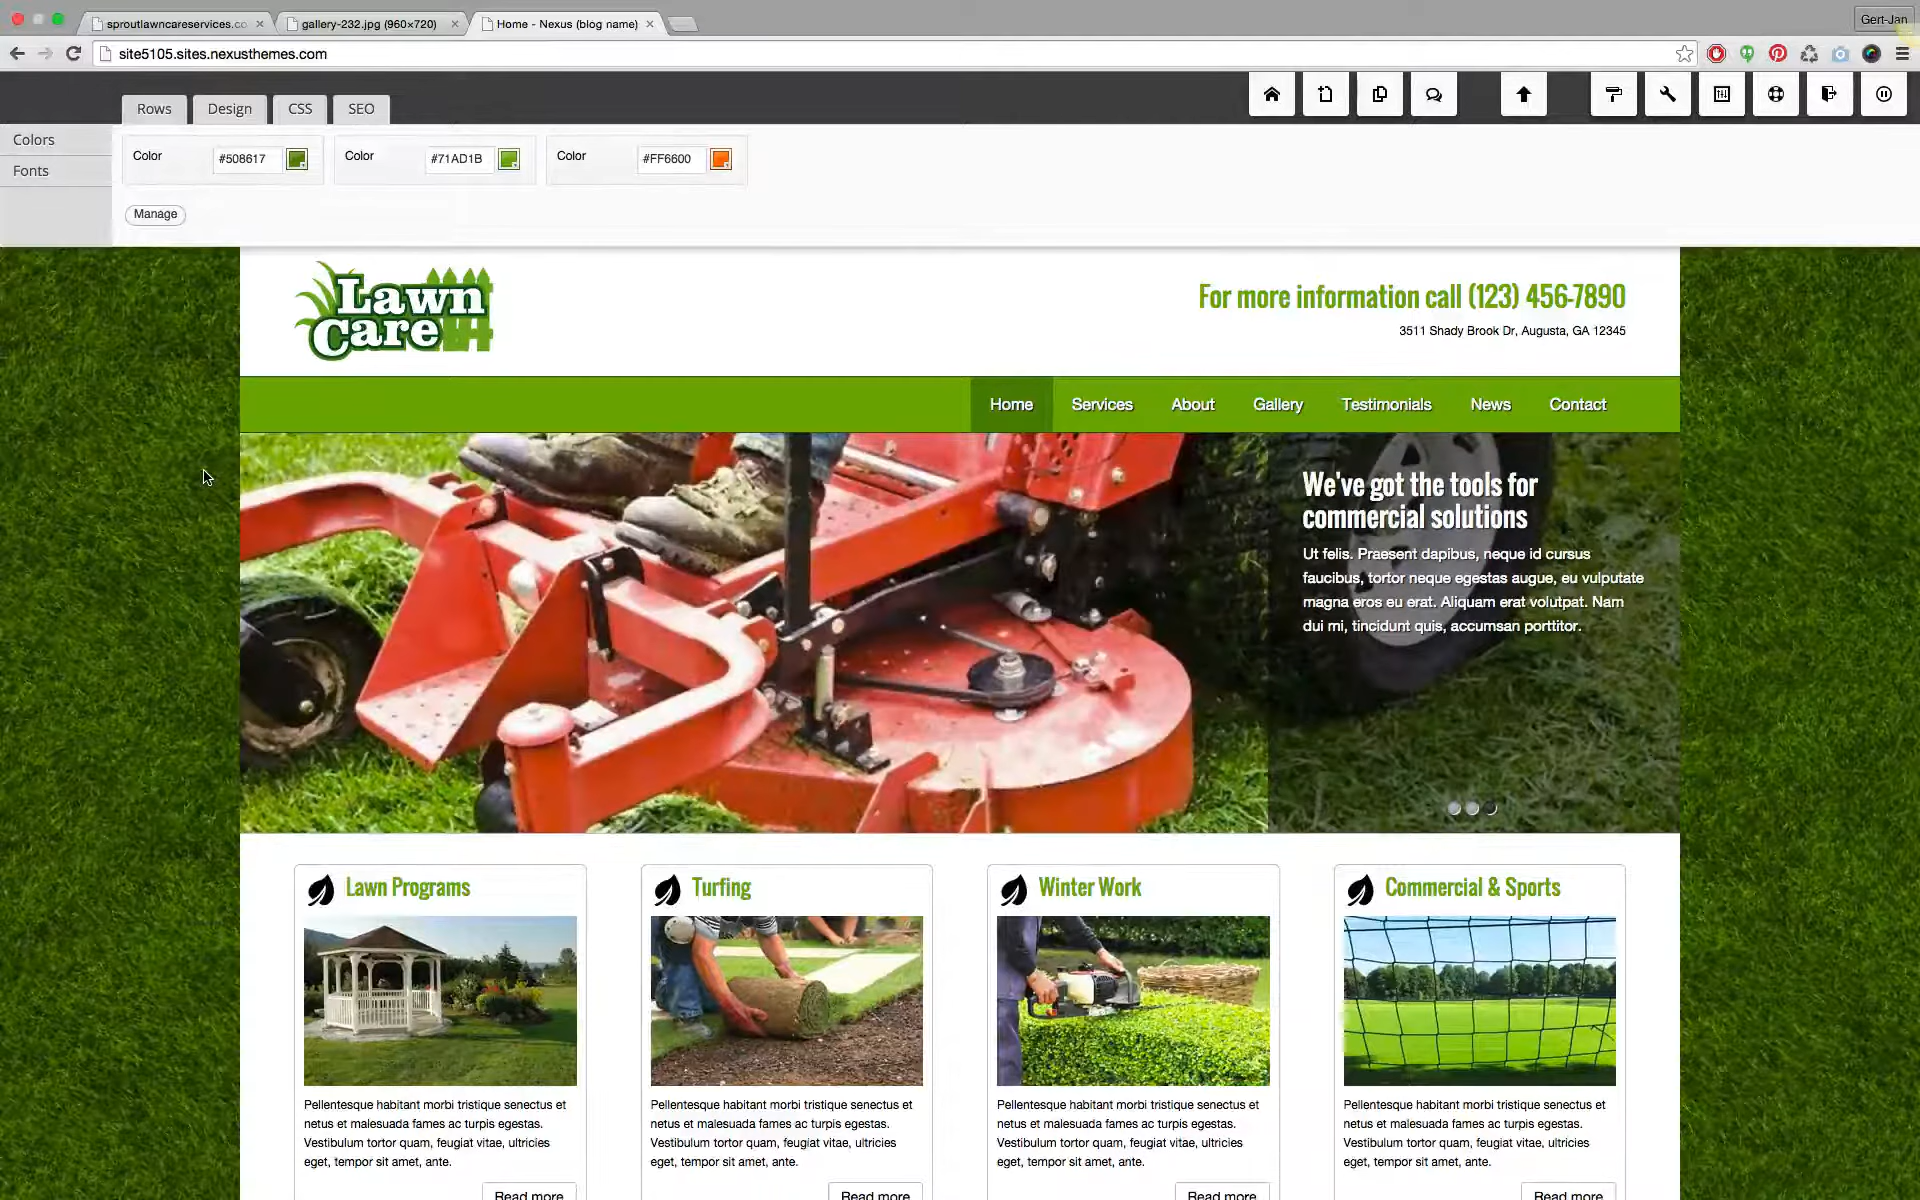 sproutlawncareservices.co
gallery-232.jpg (960×720)
Home - Nexus (blog name)
Gert-Jan
site5105.sites.nexusthemes.com
Rows
Design
CSS
SEO
Colors
Fonts
Color
#508617
Color
#71AD1B
Color
#FF6600
Manage
Lawn
Care
For more information call (123) 456-7890
3511 Shady Brook Dr, Augusta, GA 12345
Home
Services
About
Gallery
Testimonials
News
Contact
We've got the tools for
commercial solutions
Ut felis. Praesent dapibus, neque id cursus
faucibus, tortor neque egestas augue, eu vulputate
magna eros eu erat. Aliquam erat volutpat. Nam
dui mi, tincidunt quis, accumsan porttitor.
Lawn Programs
Pellentesque habitant morbi tristique senectus et
netus et malesuada fames ac turpis egestas.
Vestibulum tortor quam, feugiat vitae, ultricies
eget, tempor sit amet, ante.
Read more
Turfing
Pellentesque habitant morbi tristique senectus et
netus et malesuada fames ac turpis egestas.
Vestibulum tortor quam, feugiat vitae, ultricies
eget, tempor sit amet, ante.
Read more
Winter Work
Pellentesque habitant morbi tristique senectus et
netus et malesuada fames ac turpis egestas.
Vestibulum tortor quam, feugiat vitae, ultricies
eget, tempor sit amet, ante.
Read more
Commercial & Sports
Pellentesque habitant morbi tristique senectus et
netus et malesuada fames ac turpis egestas.
Vestibulum tortor quam, feugiat vitae, ultricies
eget, tempor sit amet, ante.
Read more